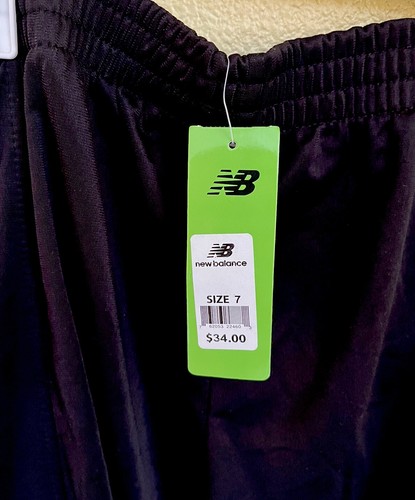 NB
NB
new balance
SIZE 7
$34.00